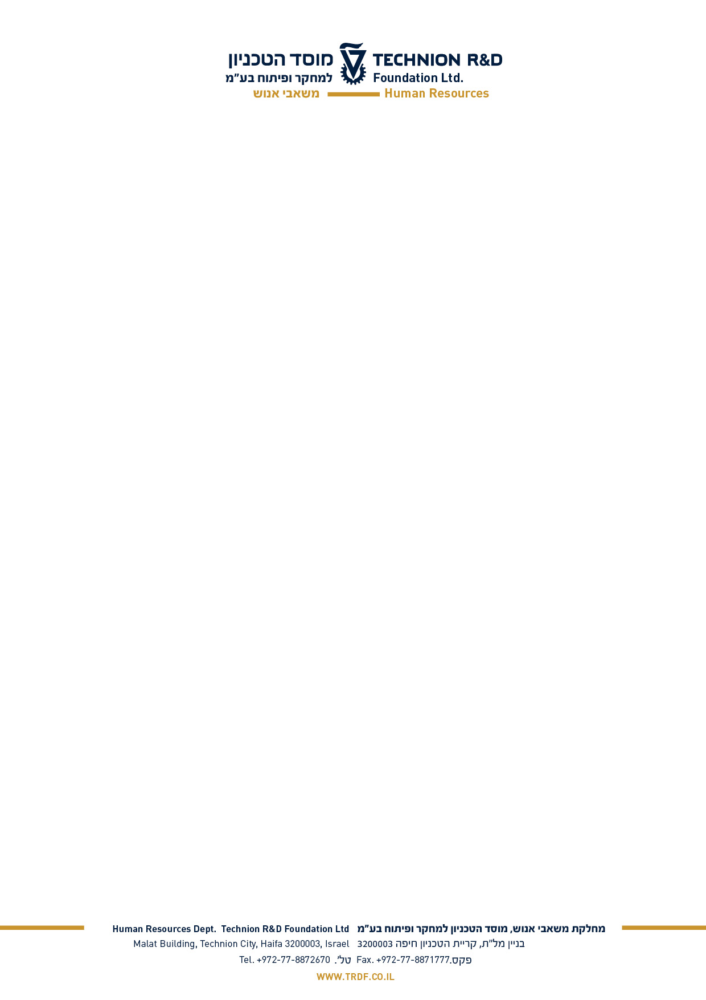 מוסד הטכניון TECHNION R&D
למחקר ופיתוח בע"מ Foundation Ltd.
משאבי אנוש Human Resources
Human Resources Dept. Technion R&D Foundation Ltd מחלקת משאבי אנוש, מוסד הטכניון למחקר ופיתוח בע"מ
Malat Building, Technion City, Haifa 3200003, Israel בניין מל"ת, קריית הטכניון חיפה 3200003
Tel. +972-77-8872670 טל'. Fax. +972-77-8871777.פקס
WWW.TRDF.CO.IL